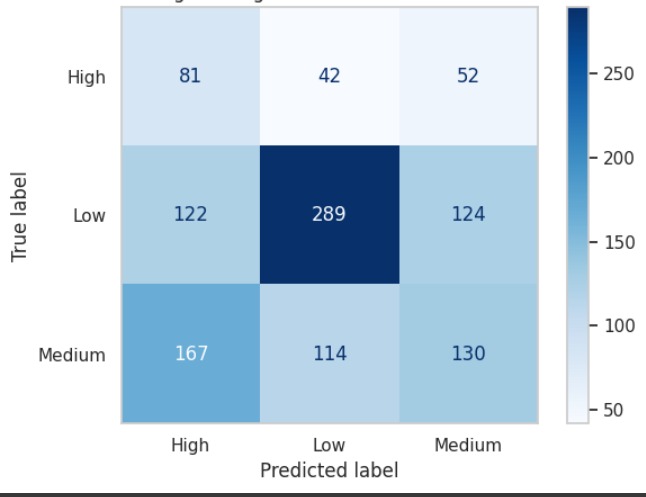 High 81 42 52 250
200
True label
Low 122 289 124
150
Medium 167 114 130 100
50
High Low Medium
Predicted label